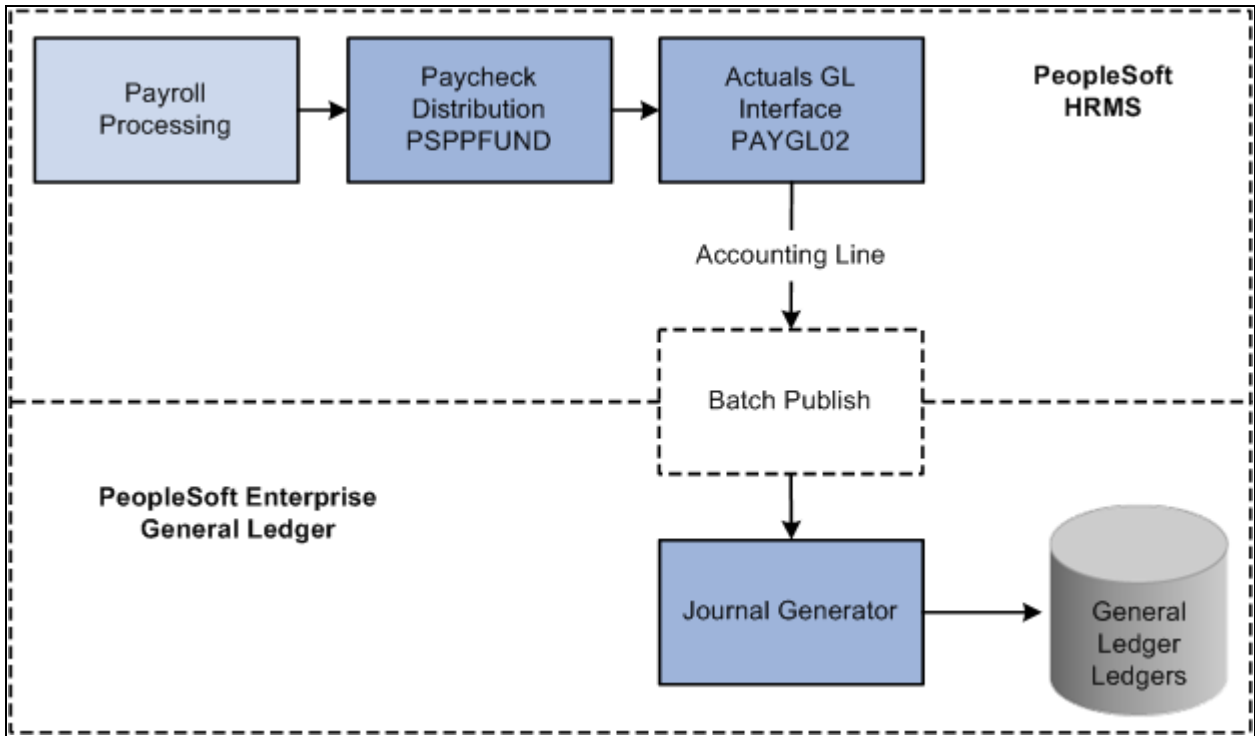 Payroll
Processing
Paycheck
Distribution
PSPPFUND
Actuals GL
Interface
PAYGL02
PeopleSoft
HRMS
Accounting Line
Batch Publish
PeopleSoft Enterprise
General Ledger
Journal Generator
General
Ledger
Ledgers